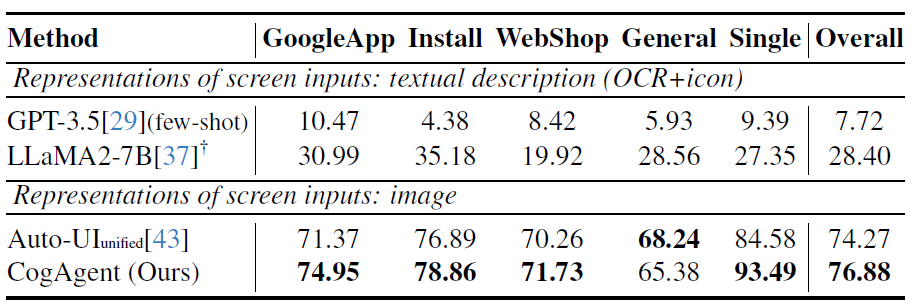 Method GoogleApp Install WebShop General Single Overall
Representations of screen inputs: textual description (OCR+icon)
GPT-3.5[29](few-shot) 10.47 4.38 8.42 5.93 9.39 7.72
LLaMA2-7B[37]† 30.99 35.18 19.92 28.56 27.35 28.40
Representations of screen inputs: image
Auto-UIunified[43] 71.37 76.89 70.26 68.24 84.58 74.27
CogAgent (Ours) 74.95 78.86 71.73 65.38 93.49 76.88